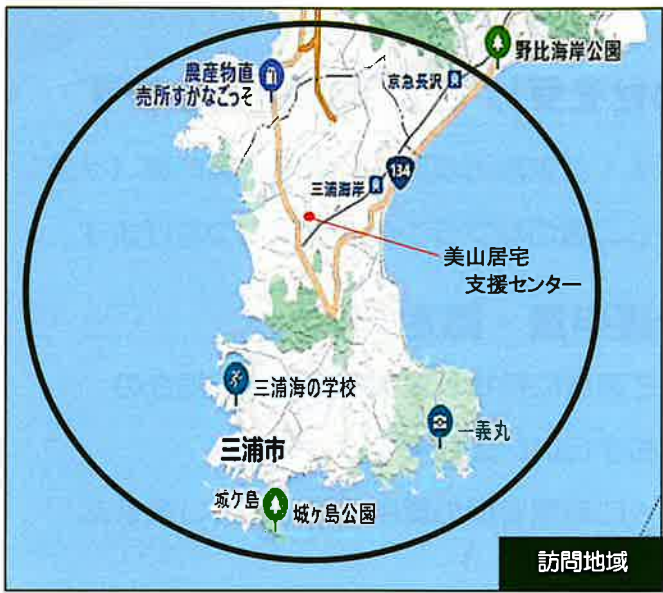 野比海岸公園
農産物直
売所すかなごっそ
京急長沢
134
三浦海岸
美山居宅
支援センター
三浦海の学校
一義丸
三浦市
城ケ島
城ヶ島公園
訪問地域